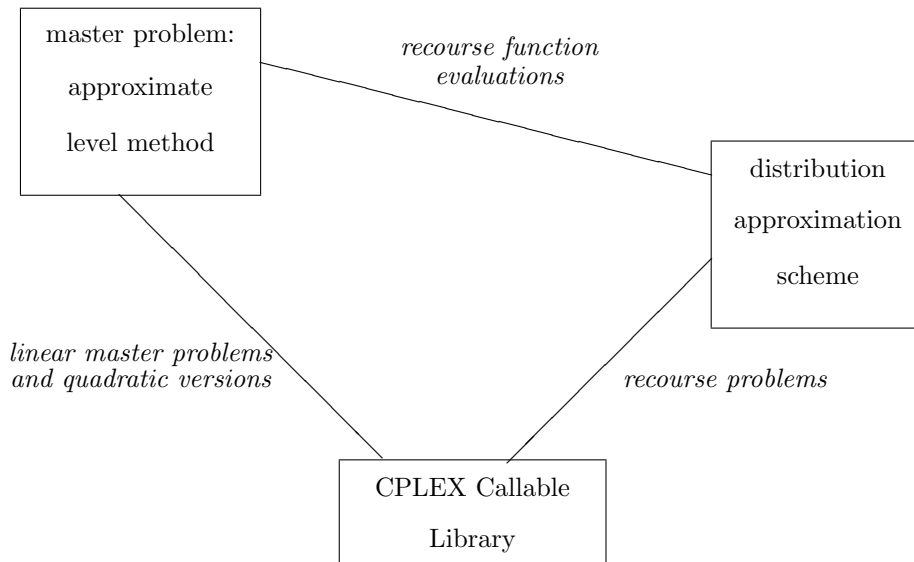 master problem:
approximate
level method
recourse function
evaluations
distribution
approximation
scheme
linear master problems
and quadratic versions
recourse problems
CPLEX Callable
Library